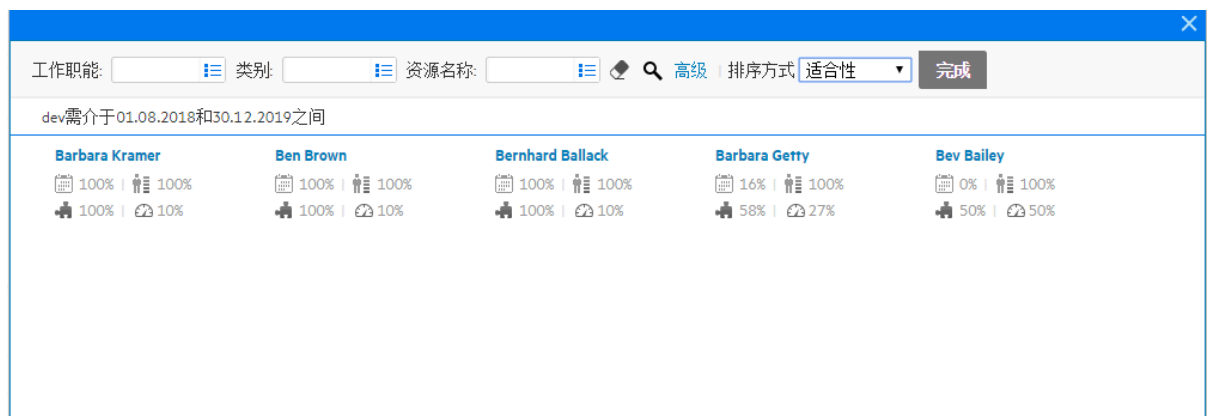 工作职能: 类别: 资源名称: 高级 排序方式 适合性 完成
dev需介于01.08.2018和30.12.2019之间
Barbara Kramer Ben Brown Bernhard Ballack Barbara Getty Bev Bailey
100% 100% 100% 100% 100% 100% 16% 100% 0% 100%
100% 10% 100% 10% 100% 10% 58% 27% 50% 50%